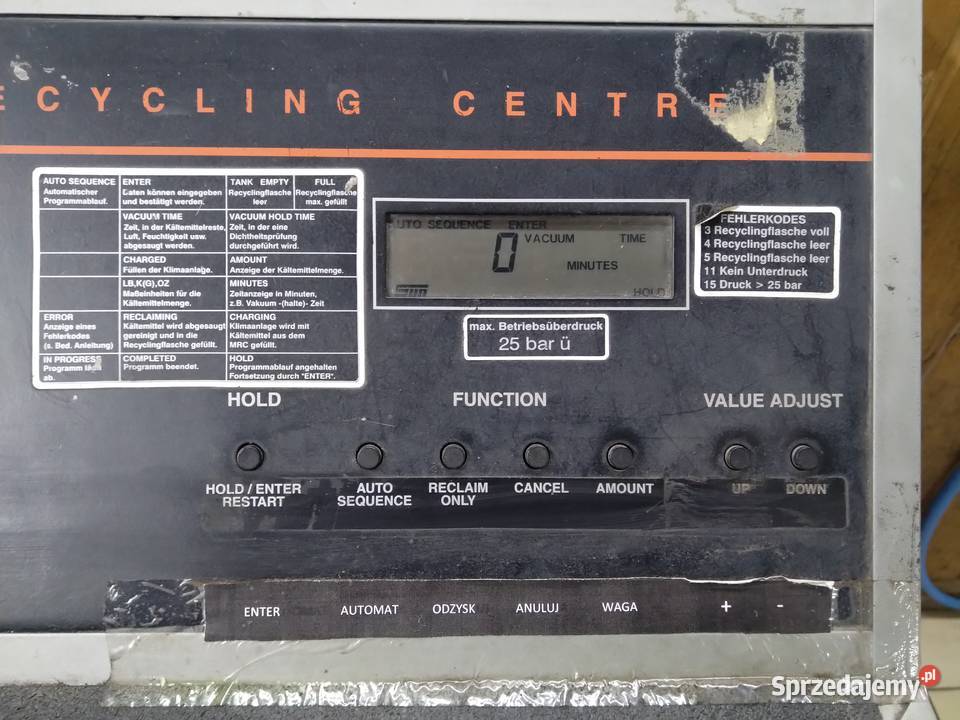 ECYCLING CENTRE
AUTO SEQUENCE
Automatischer
Programmablauf.
ENTER
Daten können eingegeben
und bestätigt werden.
TANK EMPTY
Recyclingflasche
leer
FULL
Recyclingflasche
max. gefüllt
VACUUM TIME
Zeit, in der Kältemittelreste,
Luft, Feuchtigkeit usw.
abgesaugt werden.
VACUUM HOLD TIME
Zeit, in der eine
Dichtheitsprüfung
durchgeführt wird.
CHARGED
Füllen der Klimaanlage.
AMOUNT
Anzeige der Kältemittelmenge.
LB,K(G),OZ
Maßeinheiten für die
Kältemittelmenge.
MINUTES
Zeitanzeige in Minuten,
z.B. Vakuum -(halte)- Zeit
ERROR
Anzeige eines
Fehlerkodes
(s. Bed. Anleitung)
RECLAIMING
Kältemittel wird abgesaugt
gereinigt und in die
Recyclingflasche gefüllt.
CHARGING
Klimaanlage wird mit
Kältemittel aus dem
MRC gefüllt.
IN PROGRESS
Programm läuft
ab.
COMPLETED
Programm beendet.
HOLD
Programmablauf angehalten
Fortsetzung durch "ENTER".
AUTO SEQUENCE ENTER
0 VACUUM TIME
MINUTES
sun HOLD
FEHLERKODES
3 Recyclingflasche voll
4 Recyclingflasche leer
5 Recyclingflasche leer
11 Kein Unterdruck
15 Druck > 25 bar
max. Betriebsüberdruck
25 bar ü
HOLD FUNCTION VALUE ADJUST
HOLD / ENTER
RESTART
AUTO
SEQUENCE
RECLAIM
ONLY
CANCEL
AMOUNT
UP
DOWN
ENTER AUTOMAT ODZYSK ANULUJ WAGA + -
Sprzedajemy.pl